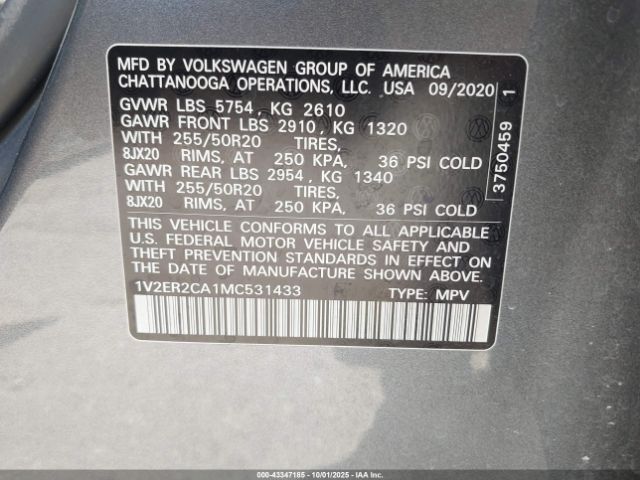 MFD BY VOLKSWAGEN GROUP OF AMERICA
CHATTANOOGA OPERATIONS, LLC. USA 09/2020
GVWR LBS 5754, KG 2610
GAWR FRONT LBS 2910, KG 1320
WITH 255/50R20 TIRES,
8JX20 RIMS, AT 250 KPA, 36 PSI COLD
GAWR REAR LBS 2954, KG 1340
WITH 255/50R20 TIRES,
8JX20 RIMS, AT 250 KPA, 36 PSI COLD
THIS VEHICLE CONFORMS TO ALL APPLICABLE
U.S. FEDERAL MOTOR VEHICLE SAFETY AND
THEFT PREVENTION STANDARDS IN EFFECT ON
THE DATE OF MANUFACTURE SHOWN ABOVE.
1V2ER2CA1MC531433 TYPE: MPV
3750459 1
000-43347185 - 10/01/2025 - IAAI.COM